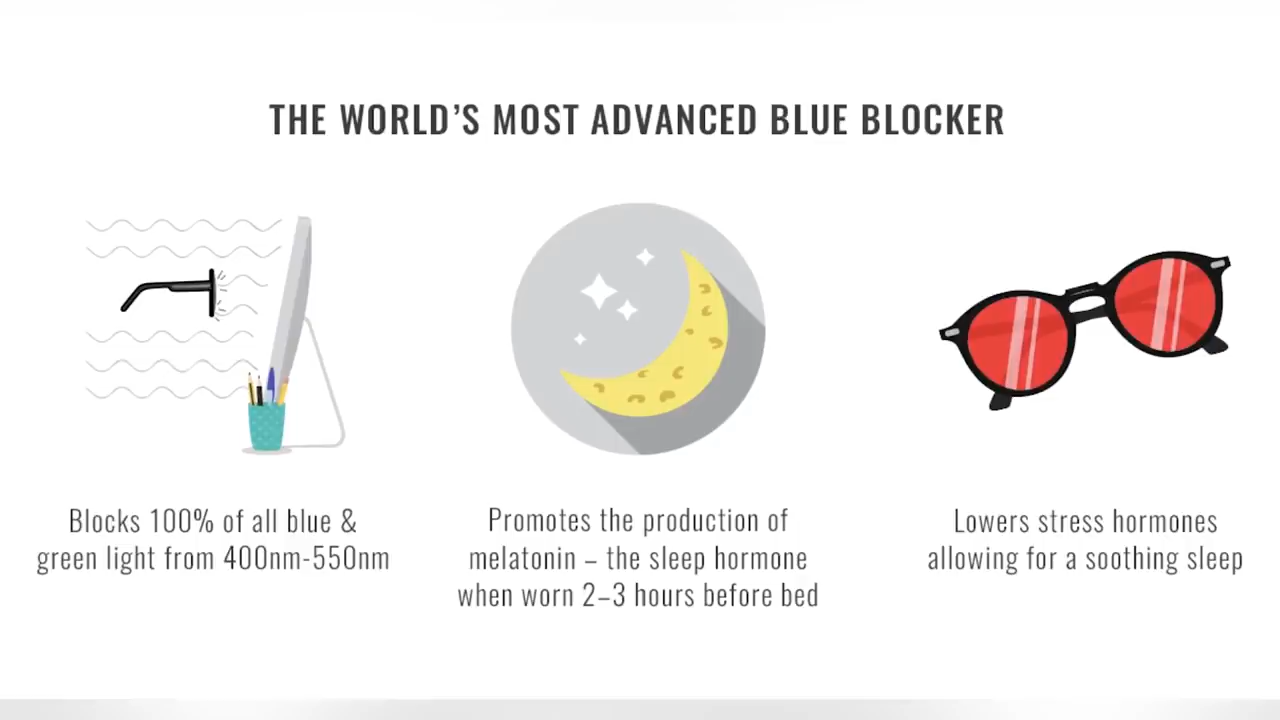 THE WORLD’S MOST ADVANCED BLUE BLOCKER
Blocks 100% of all blue &
green light from 400nm-550nm
Promotes the production of
melatonin – the sleep hormone
when worn 2–3 hours before bed
Lowers stress hormones
allowing for a soothing sleep